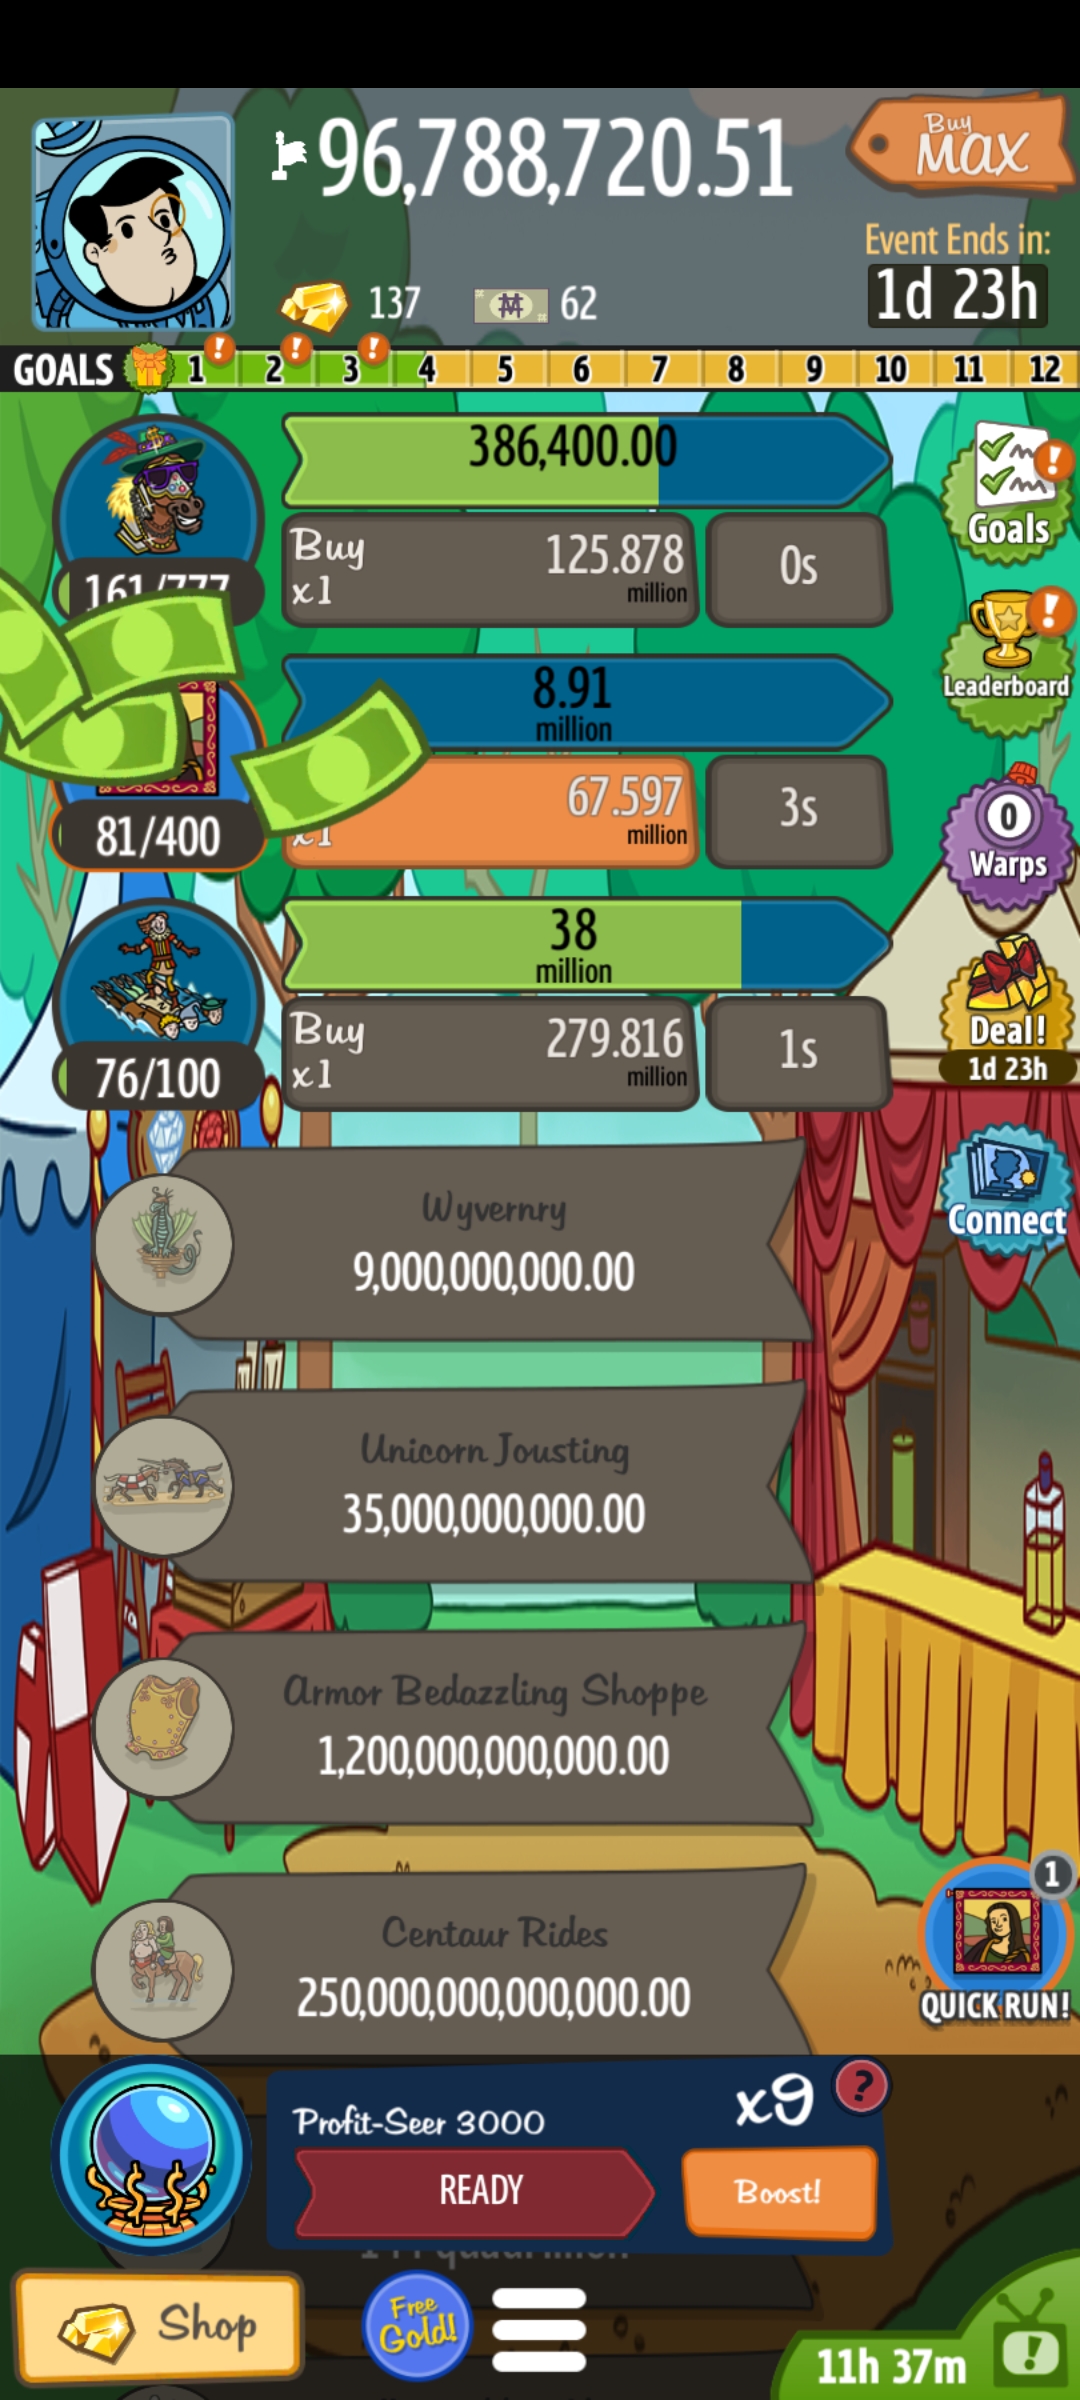 96,788,720.51
Buy
MAX
Event Ends in:
1d 23h
137
62
GOALS 1 ! 2 ! 3 ! 4 5 6 7 8 9 10 11 12
386,400.00
Buy
x1
125.878
million
0s
161/777
!
Goals
8.91
million
67.597
million
x1
3s
81/400
!
Leaderboard
0
Warps
38
million
Buy
x1
279.816
million
1s
76/100
Deal!
1d 23h
Connect
Wyvernry
9,000,000,000.00
Unicorn Jousting
35,000,000,000.00
Armor Bedazzling Shoppe
1,200,000,000,000.00
Centaur Rides
250,000,000,000,000.00
1
QUICK RUN!
Profit-Seer 3000
x9
?
READY
Boost!
Shop
Free
Gold!
11h 37m
!